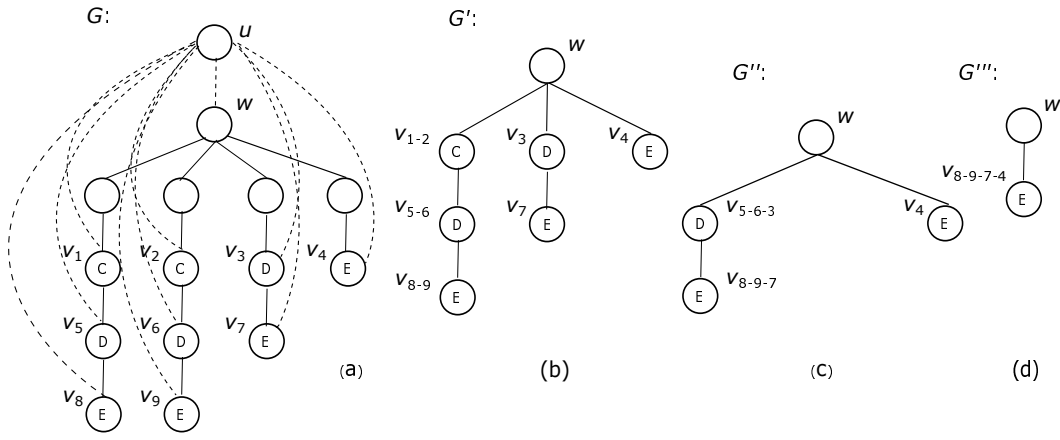 G:
u
w
v1 C v2 C v3 D v4 E
v5 D v6 D v7 E
v8 E v9 E
(a)
G':
w
v1-2 C v3 D v4 E
v5-6 D v7 E
v8-9 E
(b)
G'':
w
D v5-6-3 v4 E
E v8-9-7
(c)
G''':
w
v8-9-7-4 E
(d)